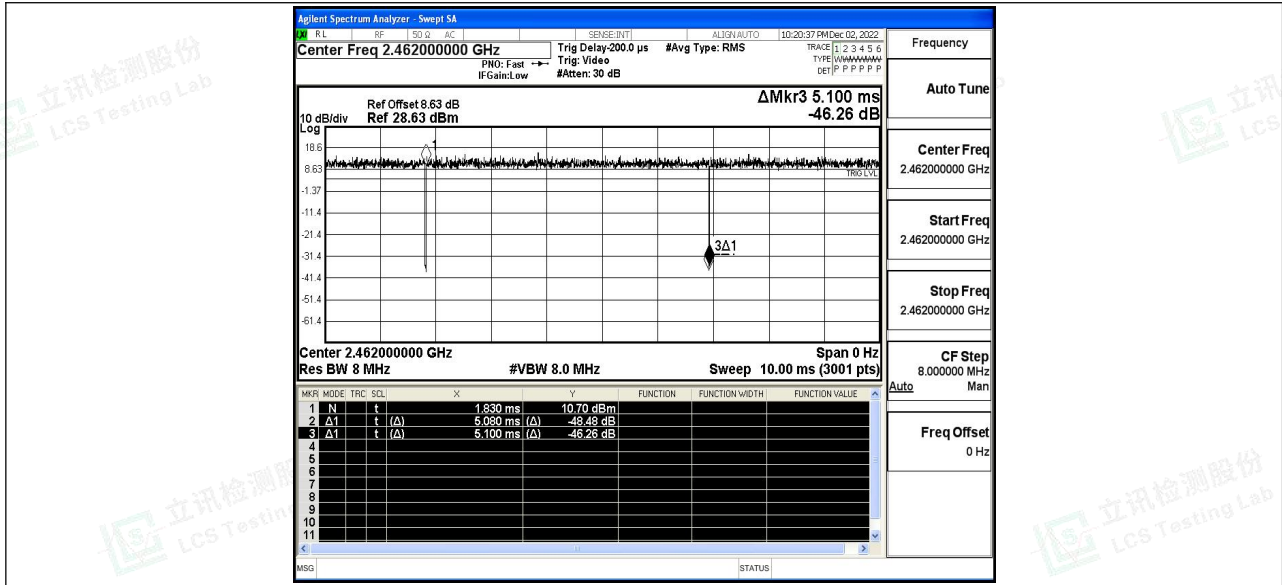 Agilent Spectrum Analyzer - Swept SA
LXI RL RF 50 Ω AC SENSE:INT ALIGN AUTO 10:20:37 PM Dec 02, 2022
Center Freq 2.462000000 GHz
PNO: Fast
IFGain:Low
Trig Delay-200.0 µs
Trig: Video
#Atten: 30 dB
#Avg Type: RMS
TRACE 1 2 3 4 5 6
TYPE
DET P P P P P P
ΔMkr3 5.100 ms
-46.26 dB
Ref Offset 8.63 dB
10 dB/div Ref 28.63 dBm
Log
18.6
8.63
-1.37
-11.4
-21.4
-31.4
-41.4
-51.4
-61.4
1
TRIG LVL
3Δ1
Center 2.462000000 GHz Span 0 Hz
Res BW 8 MHz #VBW 8.0 MHz Sweep 10.00 ms (3001 pts)
MKR MODE TRC SCL X Y FUNCTION FUNCTION WIDTH FUNCTION VALUE
1 N t 1.830 ms 10.70 dBm
2 Δ1 t (Δ) 5.080 ms (Δ) -48.48 dB
3 Δ1 t (Δ) 5.100 ms (Δ) -46.26 dB
4
5
6
7
8
9
10
11
MSG STATUS
Frequency
Auto Tune
Center Freq
2.462000000 GHz
Start Freq
2.462000000 GHz
Stop Freq
2.462000000 GHz
CF Step
8.000000 MHz
Auto Man
Freq Offset
0 Hz
立讯检测股份
LCS Testing Lab
立讯
LCS
立讯检测股
LCS Testin
立讯检测股份
LCS Testing Lab